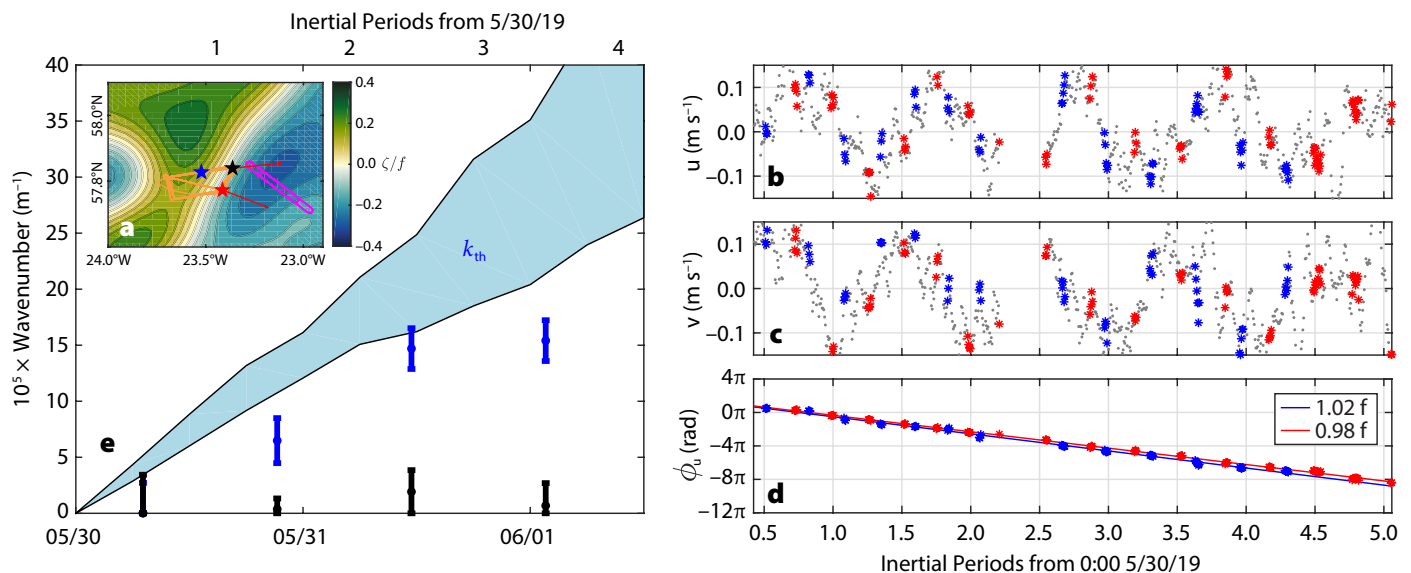 Inertial Periods from 5/30/19
1 2 3 4
40
35
30
25
20
15
10
5
0
10⁵ × Wavenumber (m⁻¹)
58.0°N
57.8°N
a
24.0°W 23.5°W 23.0°W
0.4
0.2
0.0 ζ/f
−0.2
−0.4
k_th
e
05/30 05/31 06/01
0.1
0.0
−0.1
u (m s⁻¹)
b
0.1
0.0
−0.1
v (m s⁻¹)
c
4π
0π
−4π
−8π
−12π
ϕ_u (rad)
1.02 f
0.98 f
d
0.5 1.0 1.5 2.0 2.5 3.0 3.5 4.0 4.5 5.0
Inertial Periods from 0:00 5/30/19